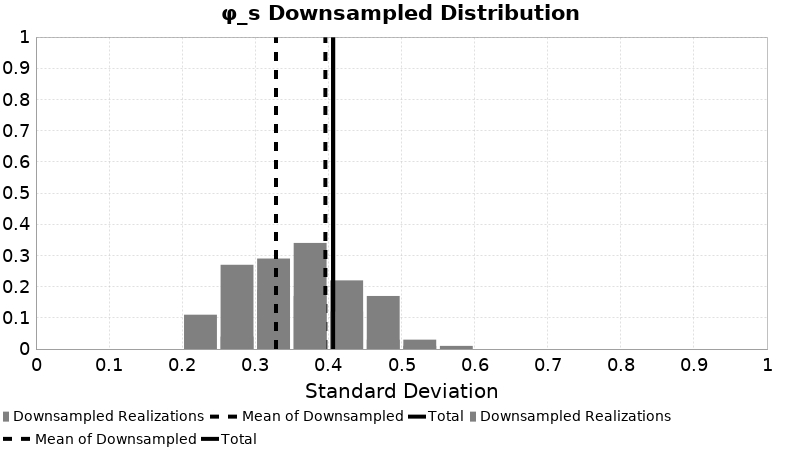 φ_s Downsampled Distribution
1
0.9
0.8
0.7
0.6
0.5
0.4
0.3
0.2
0.1
0
0 0.1 0.2 0.3 0.4 0.5 0.6 0.7 0.8 0.9 1
Standard Deviation
Downsampled Realizations Mean of Downsampled Total Downsampled Realizations
Mean of Downsampled Total